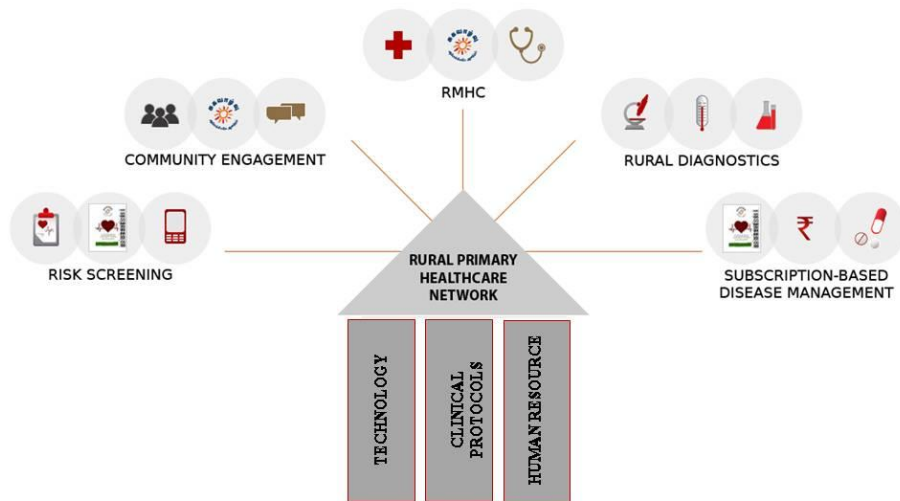 RMHC
COMMUNITY ENGAGEMENT
RURAL DIAGNOSTICS
₹
RISK SCREENING
SUBSCRIPTION-BASED
DISEASE MANAGEMENT
RURAL PRIMARY
HEALTHCARE
NETWORK
TECHNOLOGY
CLINICAL
PROTOCOLS
HUMAN RESOURCE